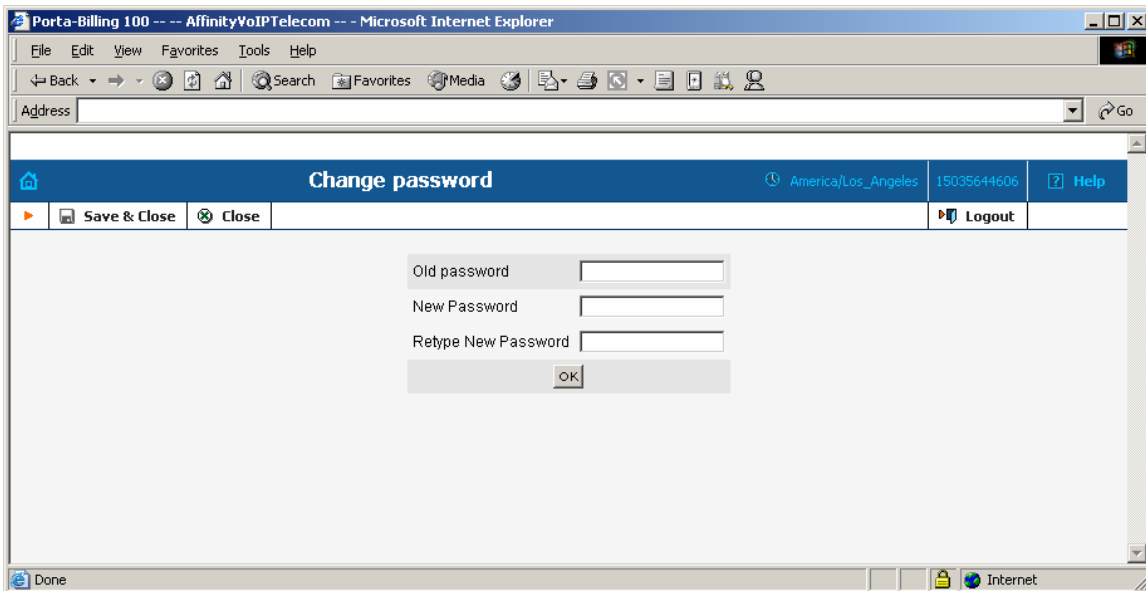 Porta-Billing 100 -- -- AffinityVoIPTelecom -- - Microsoft Internet Explorer
File Edit View Favorites Tools Help
Back Search Favorites Media
Address Go
Change password America/Los_Angeles 15035644606 ? Help
Save & Close Close Logout
Old password
New Password
Retype New Password
OK
Done Internet